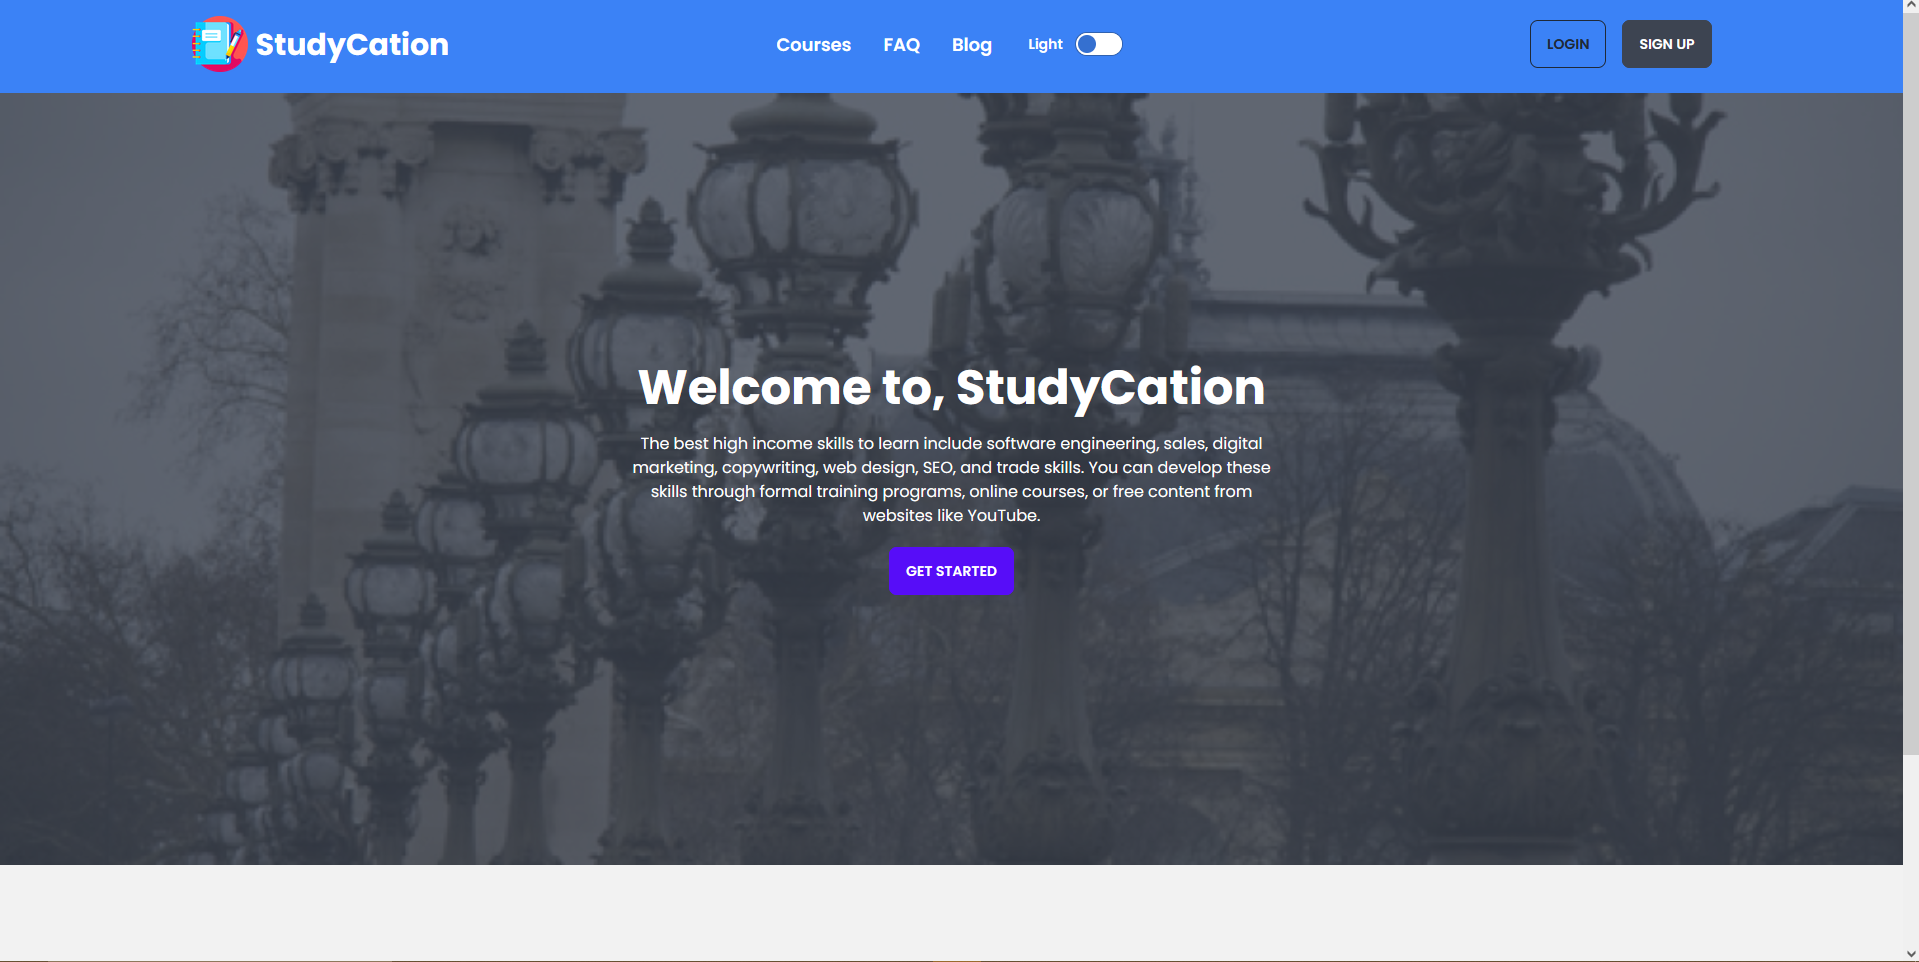 StudyCation
Courses
FAQ
Blog
Light
LOGIN
SIGN UP
Welcome to, StudyCation
The best high income skills to learn include software engineering, sales, digital
marketing, copywriting, web design, SEO, and trade skills. You can develop these
skills through formal training programs, online courses, or free content from
websites like YouTube.
GET STARTED